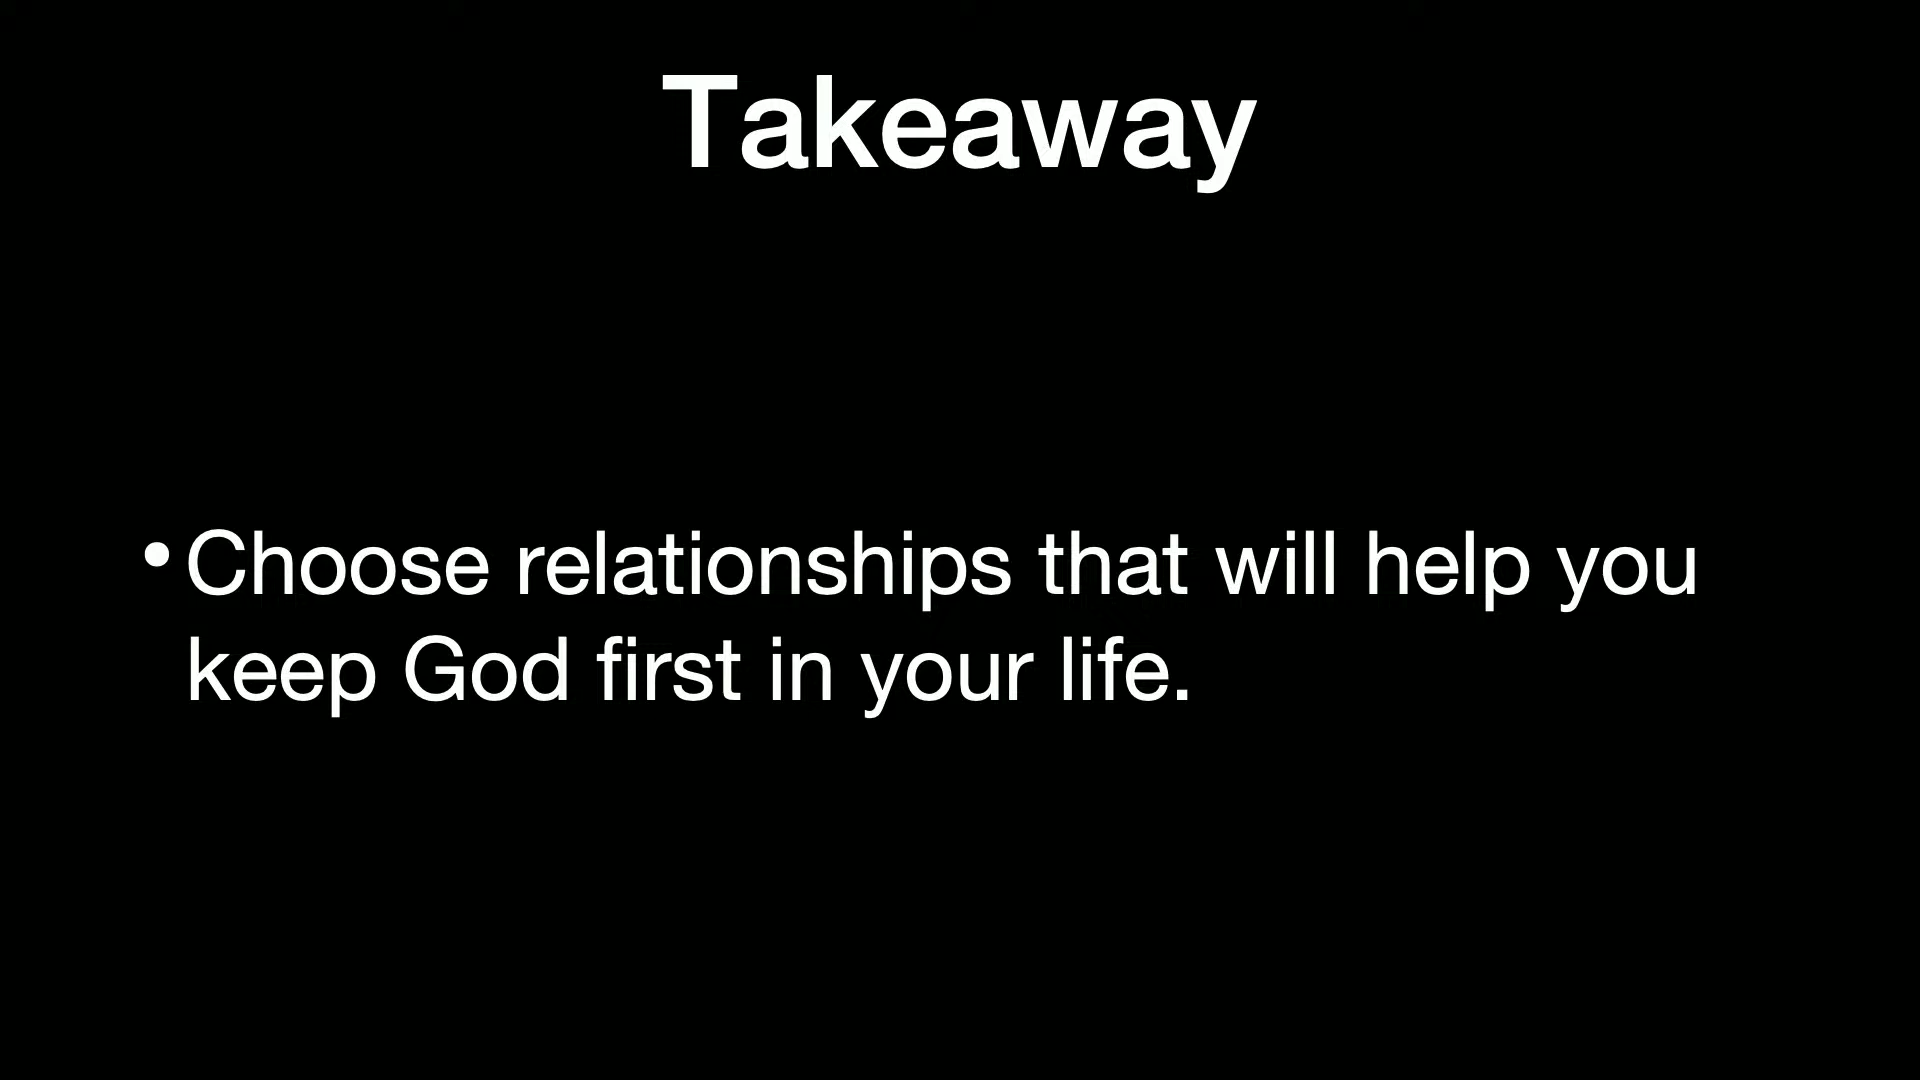 Takeaway
• Choose relationships that will help you
keep God first in your life.